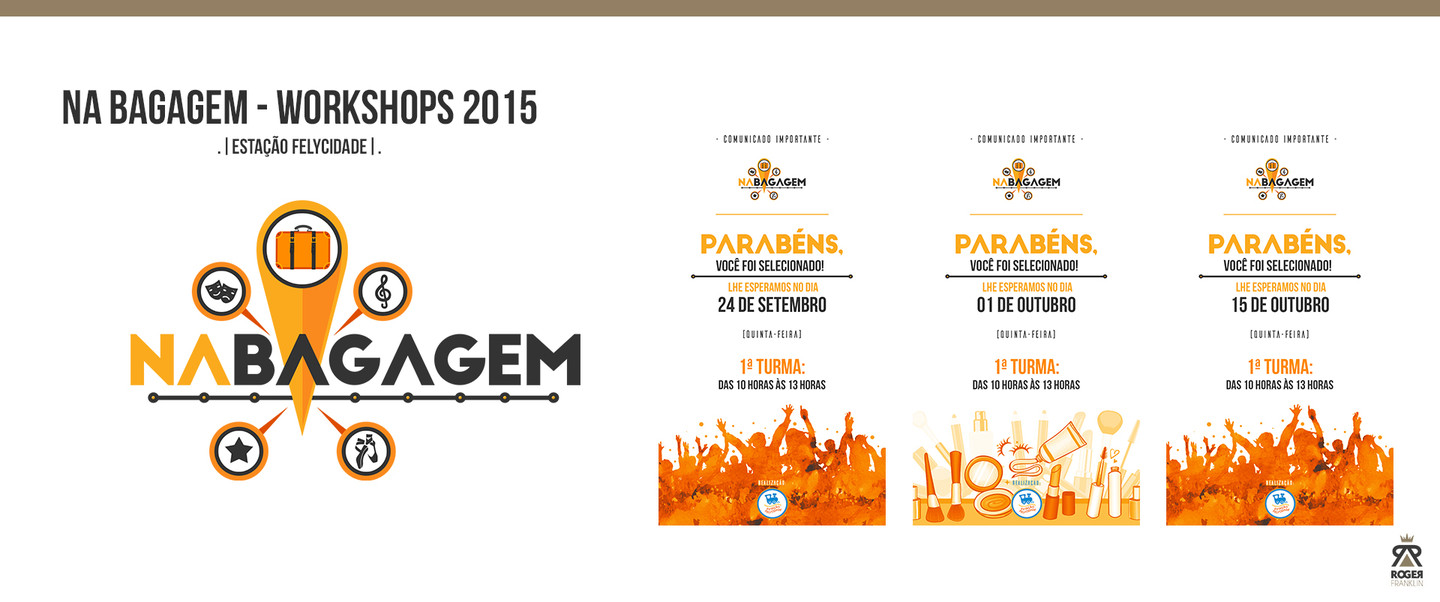 NA BAGAGEM - WORKSHOPS 2015
.|ESTAÇÃO FELYCIDADE|.
NABAGAGEM
- COMUNICADO IMPORTANTE -
NABAGAGEM
PARABÉNS,
VOCÊ FOI SELECIONADO!
LHE ESPERAMOS NO DIA
24 DE SETEMBRO
[QUINTA-FEIRA]
1ª TURMA:
DAS 10 HORAS ÀS 13 HORAS
REALIZAÇÃO
- COMUNICADO IMPORTANTE -
NABAGAGEM
PARABÉNS,
VOCÊ FOI SELECIONADO!
LHE ESPERAMOS NO DIA
01 DE OUTUBRO
[QUINTA-FEIRA]
1ª TURMA:
DAS 10 HORAS ÀS 13 HORAS
REALIZAÇÃO
- COMUNICADO IMPORTANTE -
NABAGAGEM
PARABÉNS,
VOCÊ FOI SELECIONADO!
LHE ESPERAMOS NO DIA
15 DE OUTUBRO
[QUINTA-FEIRA]
1ª TURMA:
DAS 10 HORAS ÀS 13 HORAS
REALIZAÇÃO
ROGER
FRANKLIN